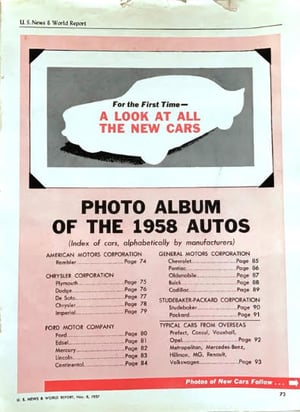 U. S. News & World Report
For the First Time—
A LOOK AT ALL
THE NEW CARS
PHOTO ALBUM
OF THE 1958 AUTOS
(Index of cars, alphabetically by manufacturers)
AMERICAN MOTORS CORPORATION
Rambler Page 74
CHRYSLER CORPORATION
Plymouth Page 75
Dodge Page 76
De Soto Page 77
Chrysler Page 78
Imperial Page 79
FORD MOTOR COMPANY
Ford Page 80
Edsel Page 81
Mercury Page 82
Lincoln Page 83
Continental Page 84
GENERAL MOTORS CORPORATION
Chevrolet Page 85
Pontiac Page 86
Oldsmobile Page 87
Buick Page 88
Cadillac Page 89
STUDEBAKER-PACKARD CORPORATION
Studebaker Page 90
Packard Page 91
TYPICAL CARS FROM OVERSEAS
Prefect, Consul, Vauxhall,
Opel Page 92
Metropolitan, Mercedes-Benz,
Hillman, MG, Renault,
Volkswagen Page 93
Photos of New Cars Follow . . .
U. S. NEWS & WORLD REPORT, Nov. 8, 1957
73